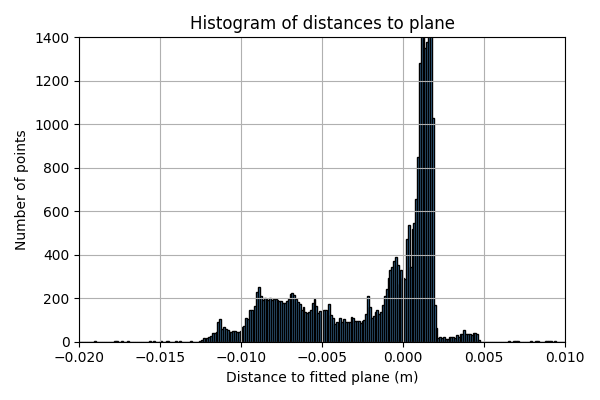 Histogram of distances to plane
1400
1200
1000
800
600
400
200
0
Number of points
−0.020 −0.015 −0.010 −0.005 0.000 0.005 0.010
Distance to fitted plane (m)